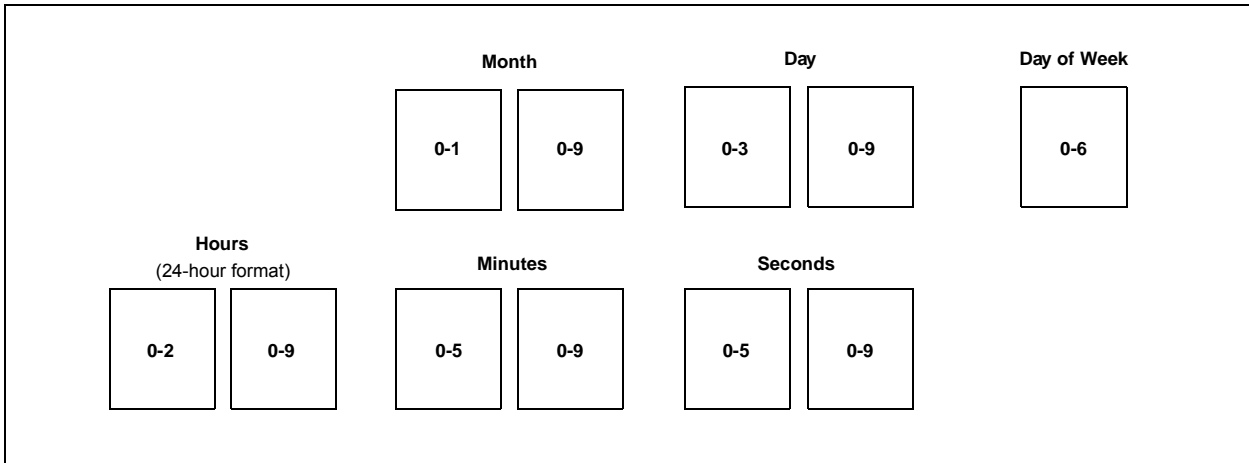 Month Day Day of Week
0-1 0-9 0-3 0-9 0-6
Hours
(24-hour format) Minutes Seconds
0-2 0-9 0-5 0-9 0-5 0-9